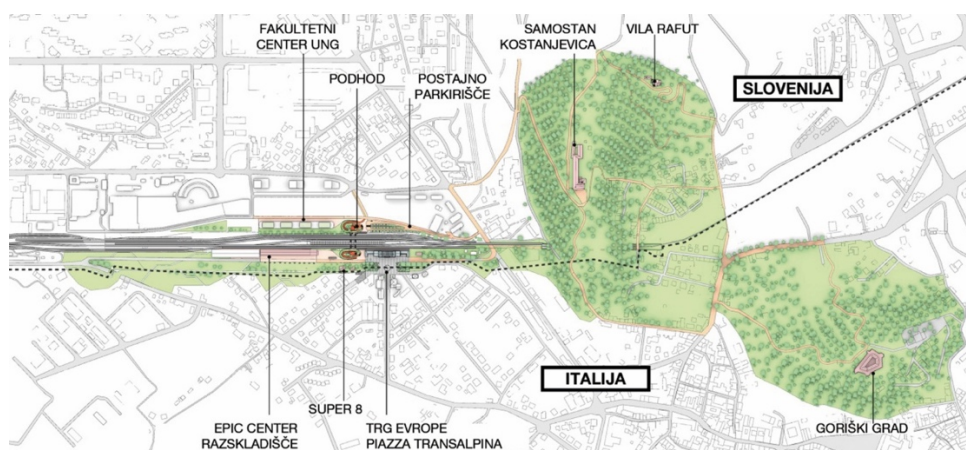 FAKULTETNI
CENTER UNG
PODHOD
POSTAJNO
PARKIRIŠČE
SAMOSTAN
KOSTANJEVICA
VILA RAFUT
SLOVENIJA
ITALIJA
EPIC CENTER
RAZSKLADIŠČE
SUPER 8
TRG EVROPE
PIAZZA TRANSALPINA
GORIŠKI GRAD